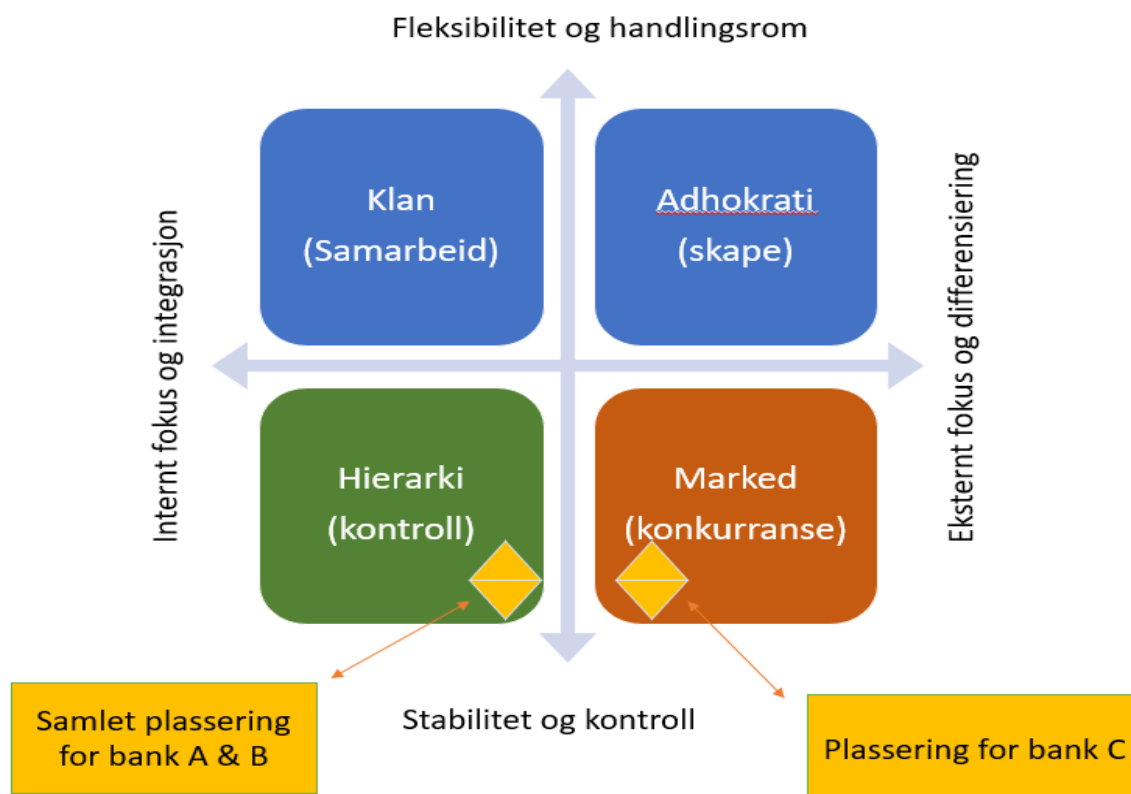 Fleksibilitet og handlingsrom
Klan
(Samarbeid)
Adhokrati
(skape)
Internt fokus og integrasjon
Eksternt fokus og differensiering
Hierarki
(kontroll)
Marked
(konkurranse)
Samlet plassering
for bank A & B
Stabilitet og kontroll
Plassering for bank C